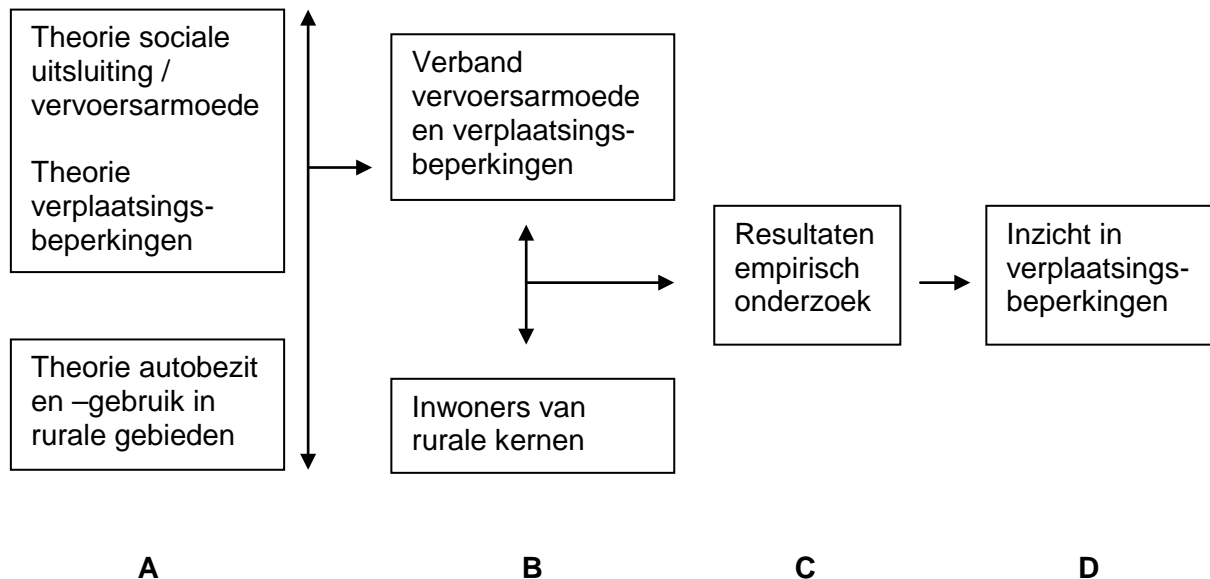 Theorie sociale
uitsluiting /
vervoersarmoede
Theorie
verplaatsings-
beperkingen
Theorie autobezit
en –gebruik in
rurale gebieden
Verband
vervoersarmoede
en verplaatsings-
beperkingen
Inwoners van
rurale kernen
Resultaten
empirisch
onderzoek
Inzicht in
verplaatsings-
beperkingen
A
B
C
D